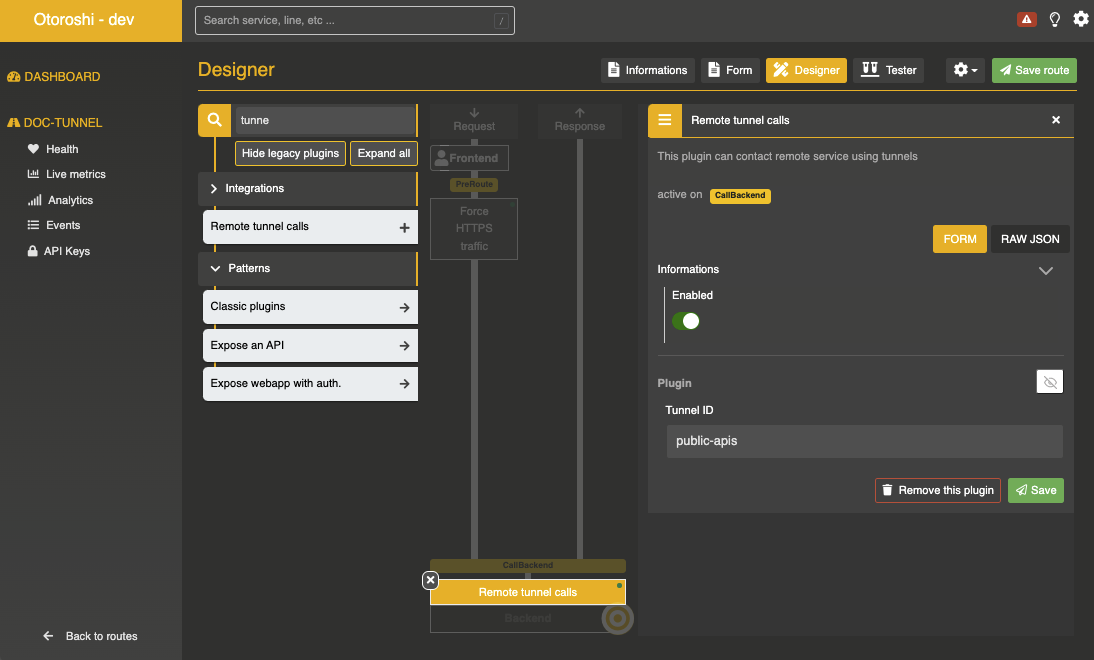 Otoroshi - dev
Search service, line, etc ...
/
DASHBOARD
DOC-TUNNEL
Health
Live metrics
Analytics
Events
API Keys
Back to routes
Designer
Informations
Form
Designer
Tester
Save route
tunne
Hide legacy plugins
Expand all
Integrations
Remote tunnel calls
Patterns
Classic plugins
Expose an API
Expose webapp with auth.
Request
Response
Frontend
PreRoute
Force
HTTPS
traffic
CallBackend
Remote tunnel calls
Backend
Remote tunnel calls
This plugin can contact remote service using tunnels
active on CallBackend
FORM
RAW JSON
Informations
Enabled
Plugin
Tunnel ID
public-apis
Remove this plugin
Save